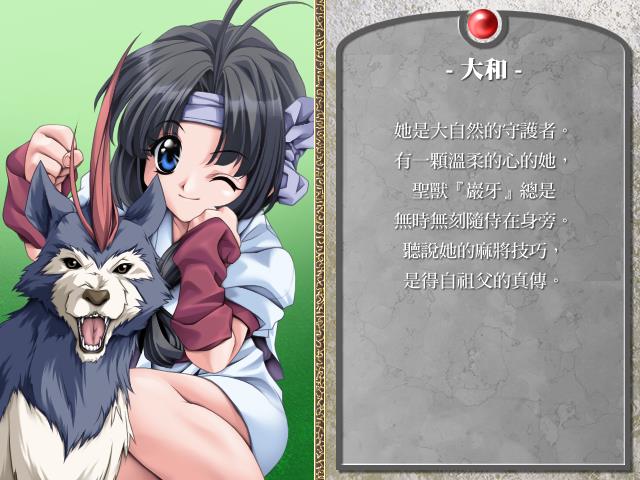 - 大和 -
她是大自然的守護者。
有一顆溫柔的心的她，
聖獸『巖牙』總是
無時無刻隨侍在身旁。
聽說她的麻將技巧，
是得自祖父的真傳。